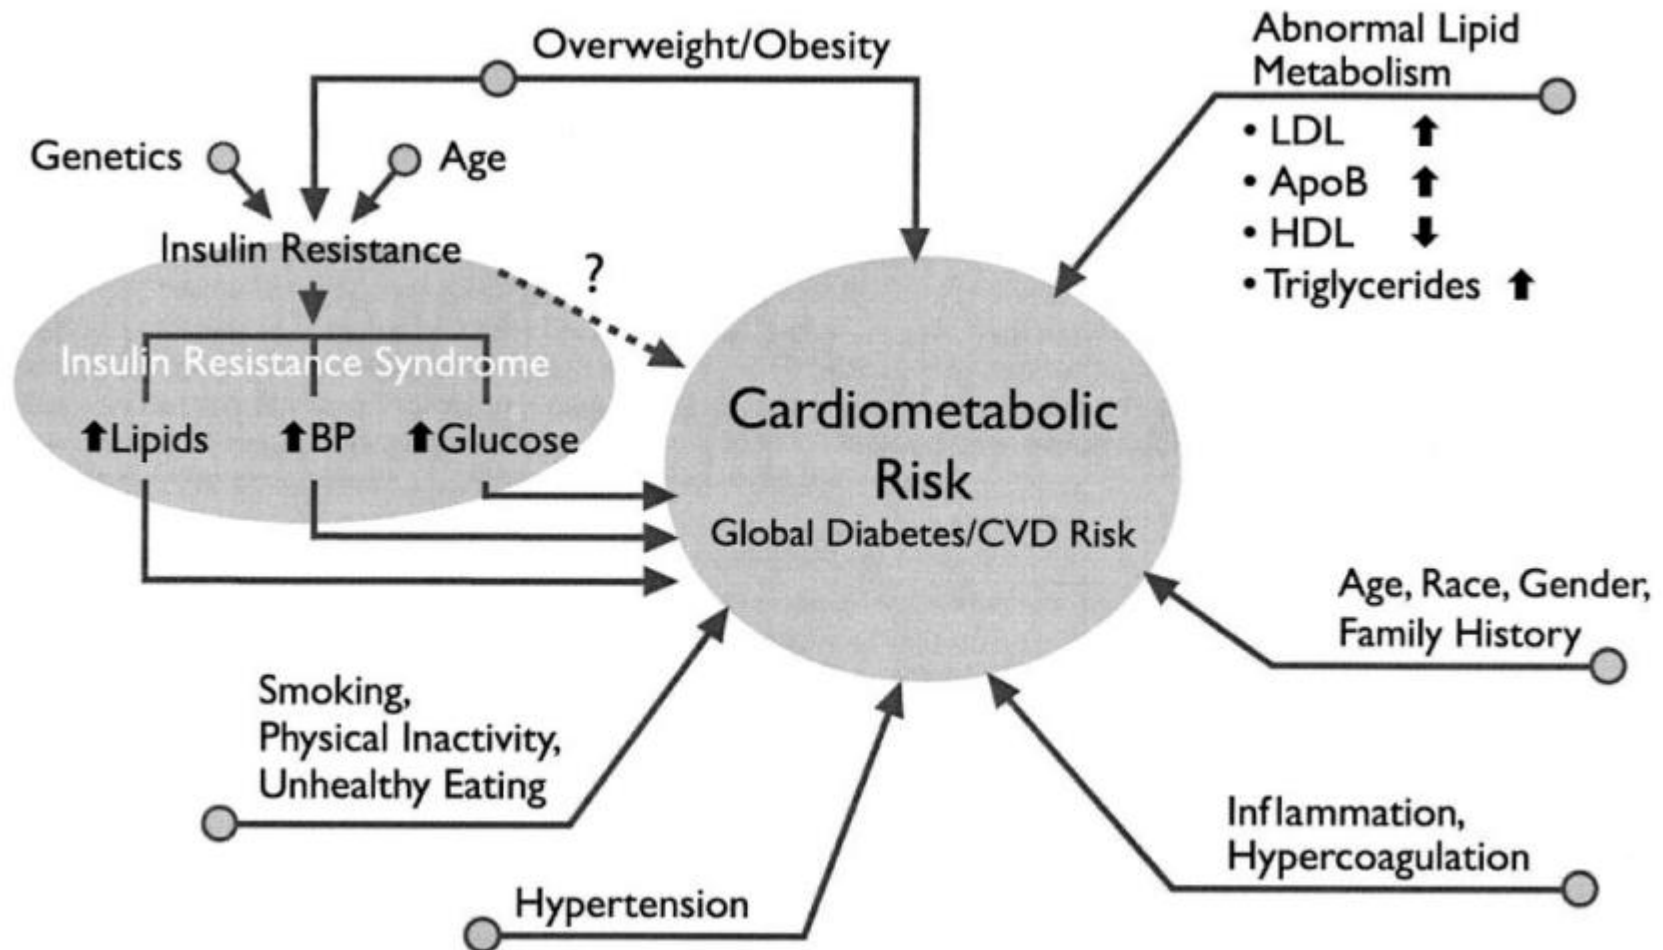 Overweight/Obesity
Abnormal Lipid
Metabolism
• LDL ⬆
• ApoB ⬆
• HDL ⬇
• Triglycerides ⬆
Genetics
Age
Insulin Resistance
?
Insulin Resistance Syndrome
⬆Lipids ⬆BP ⬆Glucose
Cardiometabolic
Risk
Global Diabetes/CVD Risk
Age, Race, Gender,
Family History
Smoking,
Physical Inactivity,
Unhealthy Eating
Inflammation,
Hypercoagulation
Hypertension